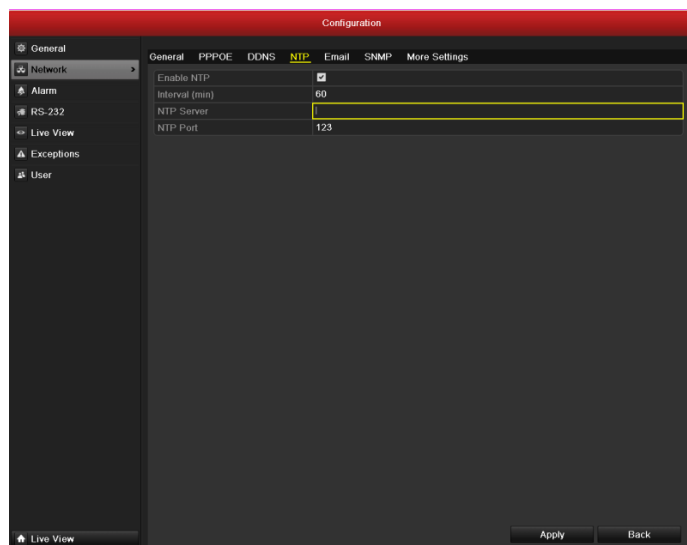 Configuration
General
Network >
Alarm
RS-232
Live View
Exceptions
User
General PPPOE DDNS NTP Email SNMP More Settings
Enable NTP
Interval (min) 60
NTP Server
NTP Port 123
Live View
Apply Back